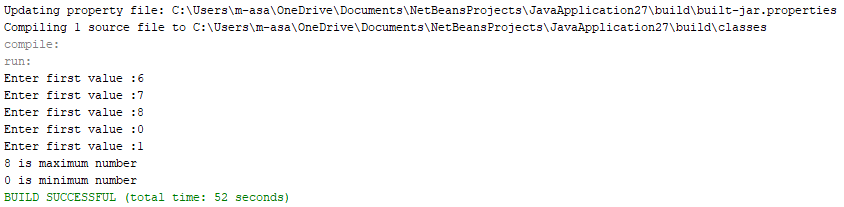 Updating property file: C:\Users\m-asa\OneDrive\Documents\NetBeansProjects\JavaApplication27\build\built-jar.properties
Compiling 1 source file to C:\Users\m-asa\OneDrive\Documents\NetBeansProjects\JavaApplication27\build\classes
compile:
run:
Enter first value :6
Enter first value :7
Enter first value :8
Enter first value :0
Enter first value :1
8 is maximum number
0 is minimum number
BUILD SUCCESSFUL (total time: 52 seconds)